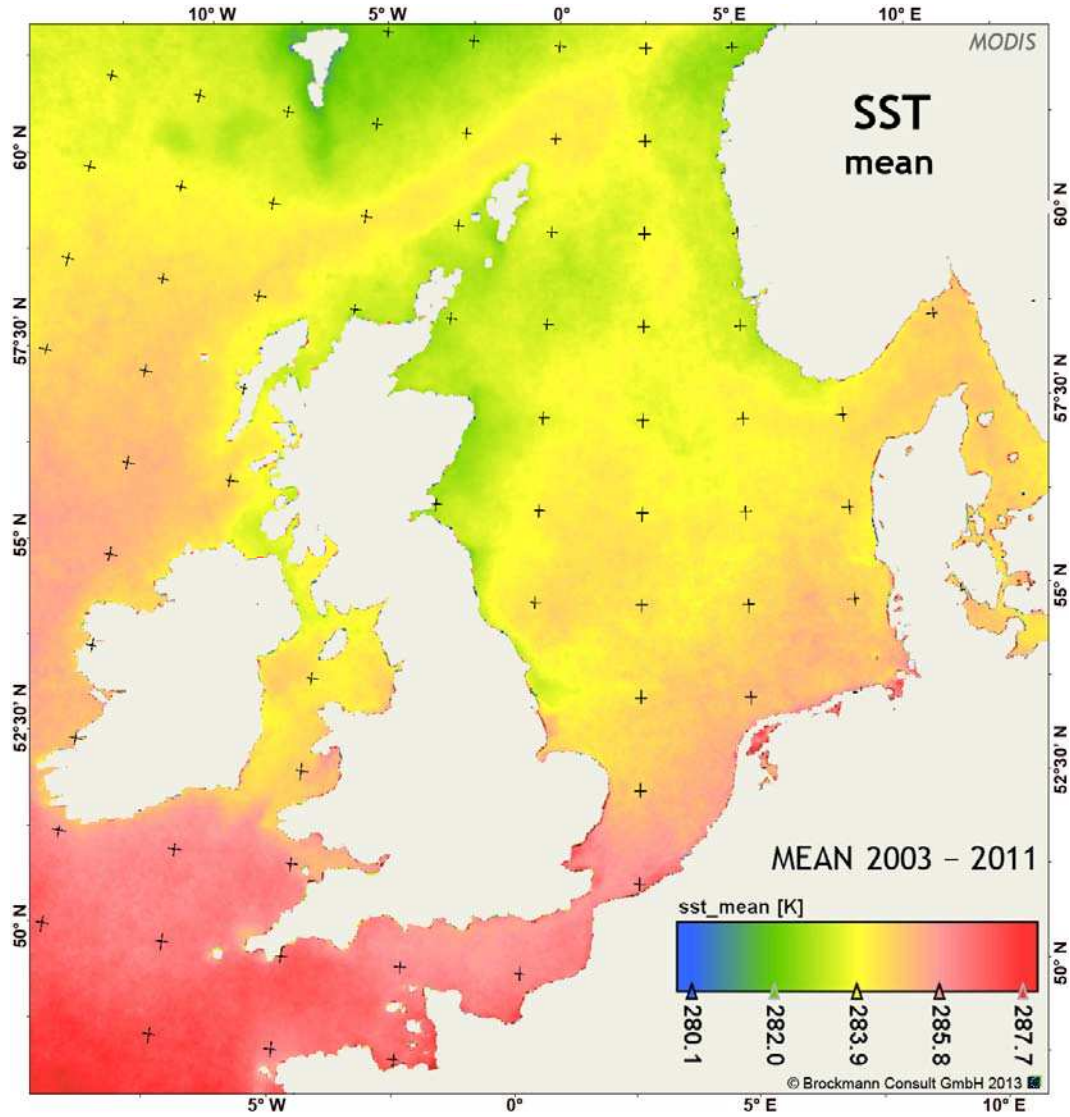 10° W 5° W 0° 5° E 10° E
MODIS
SST
mean
60° N
60° N
57°30' N
57°30' N
55° N
55° N
52°30' N
52°30' N
50° N
50° N
MEAN 2003 – 2011
sst_mean [K]
280.1 282.0 283.9 285.8 287.7
© Brockmann Consult GmbH 2013
5° W 0° 5° E 10° E